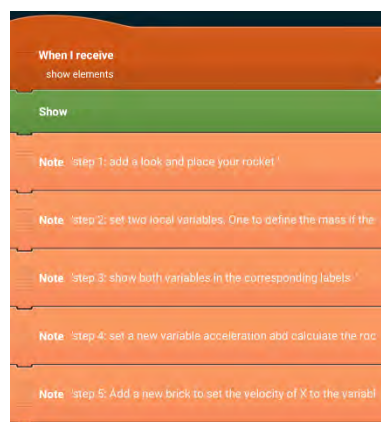 When I receive
show elements
Show
Note 'step 1: add a look and place your rocket '
Note 'step 2: set two local variables. One to define the mass if the
Note 'step 3: show both variables in the corresponding labels. '
Note 'step 4: set a new variable acceleration abd calculate the roc
Note 'step 5: Add a new brick to set the velocity of X to the variabl